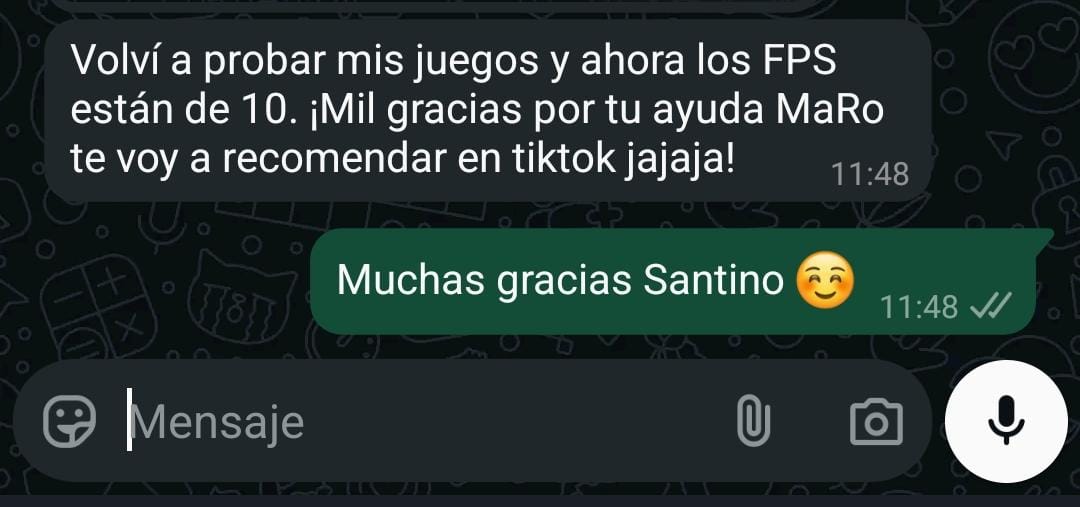 Volví a probar mis juegos y ahora los FPS
están de 10. ¡Mil gracias por tu ayuda MaRo
te voy a recomendar en tiktok jajaja!
11:48
Muchas gracias Santino ☺️
11:48
Mensaje